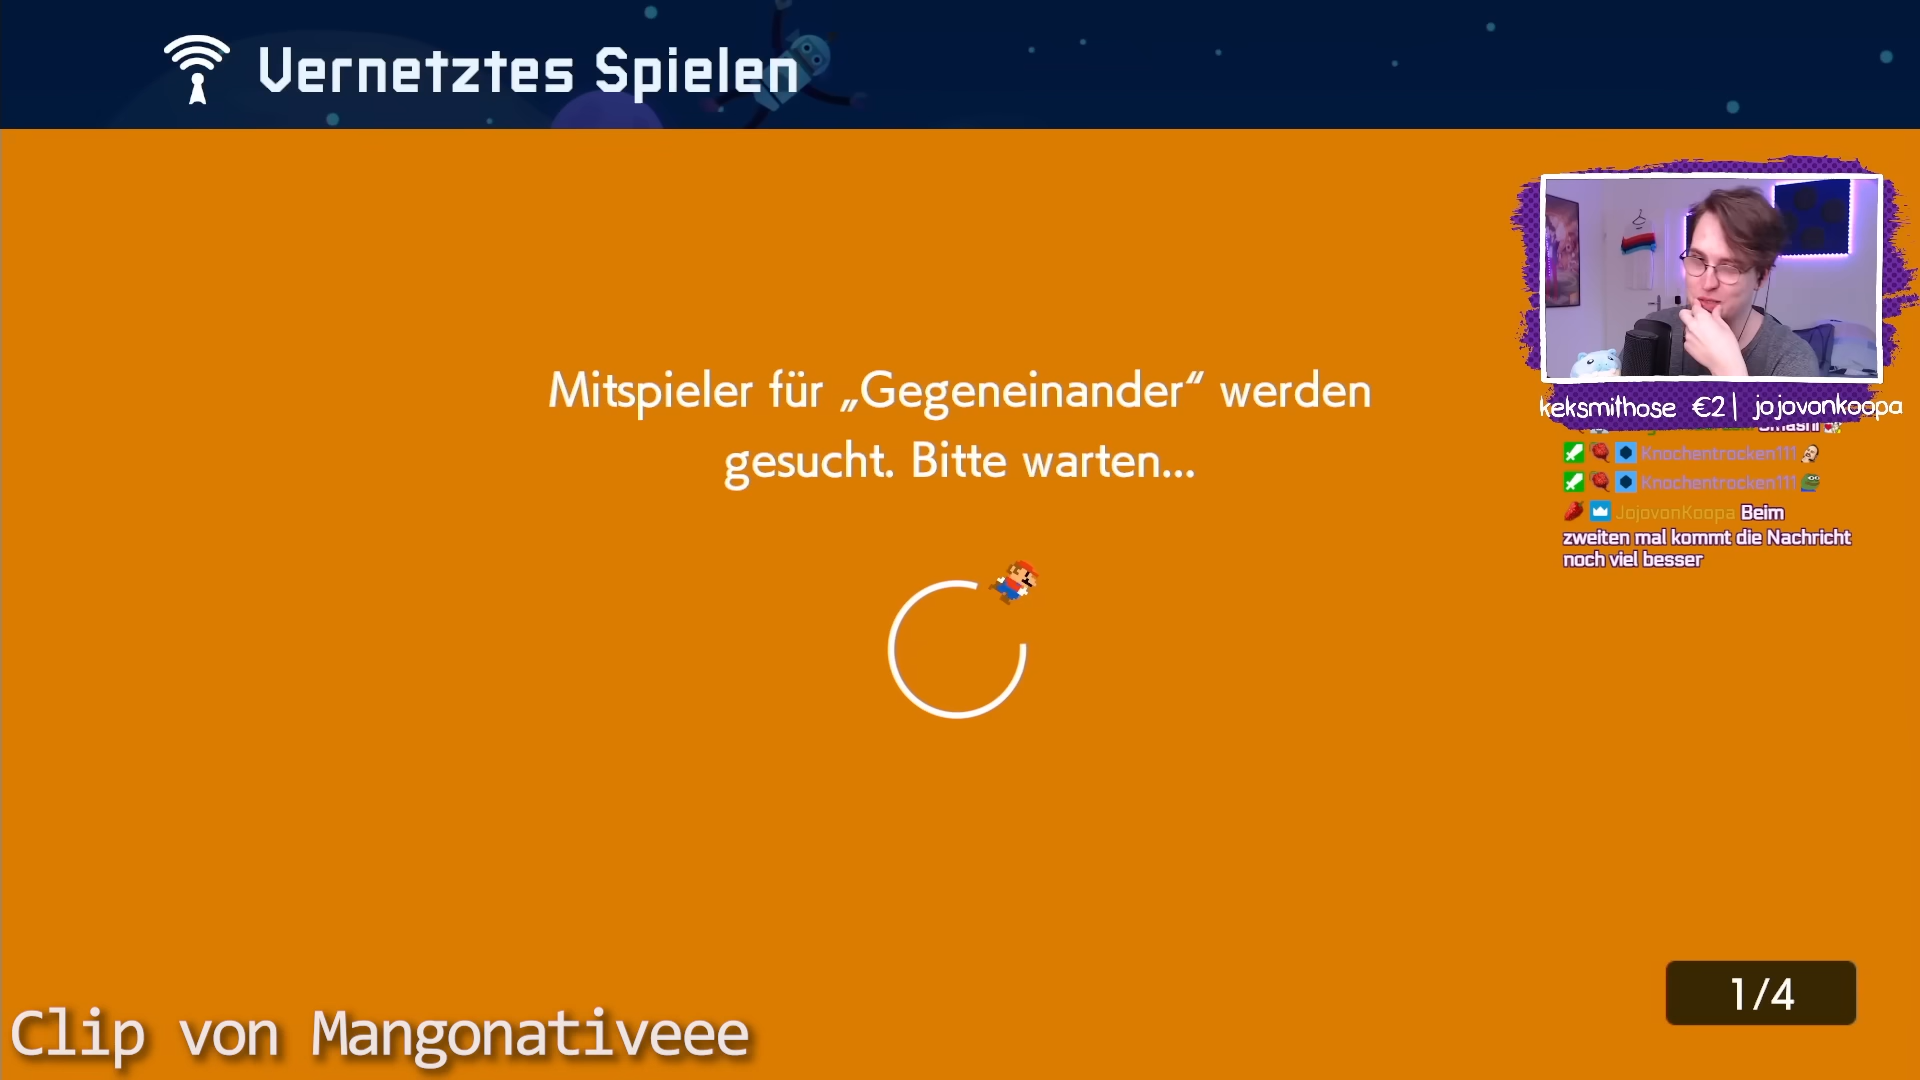 Vernetztes Spielen
Mitspieler für „Gegeneinander“ werden
gesucht. Bitte warten...
keksmithose €2 | jojovonkoopa
Knochentrocken111
Knochentrocken111
JojovonKoopa Beim
zweiten mal kommt die Nachricht
noch viel besser
1/4
Clip von Mangonativeee